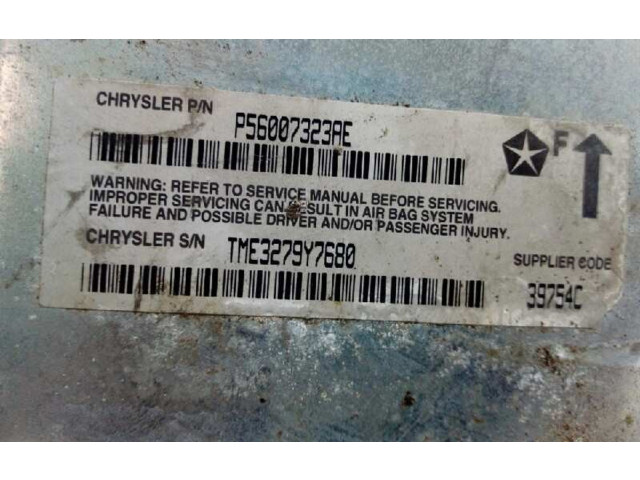 CHRYSLER P/N P56007323AE
F
WARNING: REFER TO SERVICE MANUAL BEFORE SERVICING.
IMPROPER SERVICING CAN RESULT IN AIR BAG SYSTEM
FAILURE AND POSSIBLE DRIVER AND/OR PASSENGER INJURY.
CHRYSLER S/N TME3279Y7680
SUPPLIER CODE
39754C